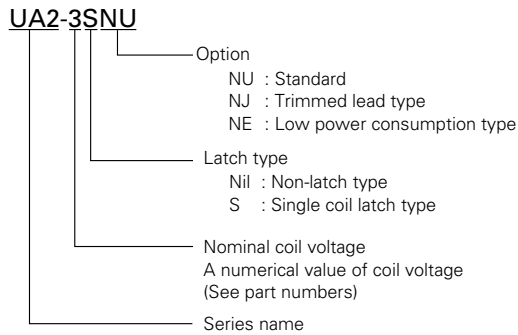 UA2-3SNU
Option
NU : Standard
NJ : Trimmed lead type
NE : Low power consumption type
Latch type
Nil : Non-latch type
S : Single coil latch type
Nominal coil voltage
A numerical value of coil voltage
(See part numbers)
Series name